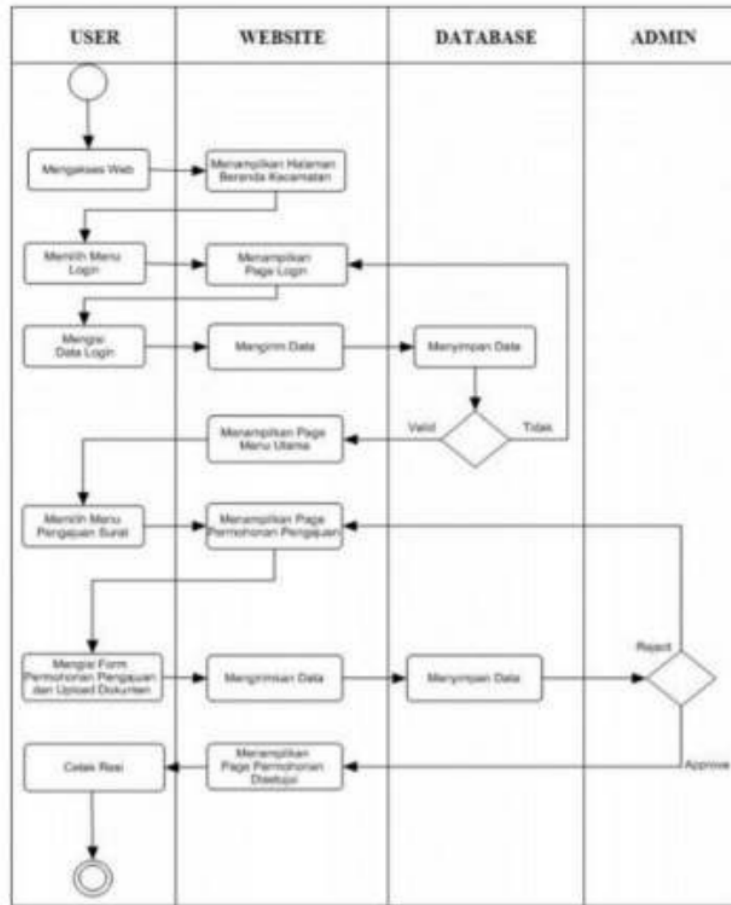 USER
WEBSITE
DATABASE
ADMIN
Mengakses Web
Menampilkan Halaman
Beranda Kecamatan
Memilih Menu
Login
Menampilkan
Page Login
Mengisi
Data Login
Mengirim Data
Menyimpan Data
Valid
Tidak
Menampilkan Page
Menu Utama
Memilih Menu
Pengajuan Surat
Menampilkan Page
Permohonan Pengajuan
Reject
Mengisi Form
Permohonan Pengajuan
dan Upload Dokumen
Mengirimkan Data
Menyimpan Data
Cetak Resi
Menampilkan
Page Permohonan
Disetujui
Approve